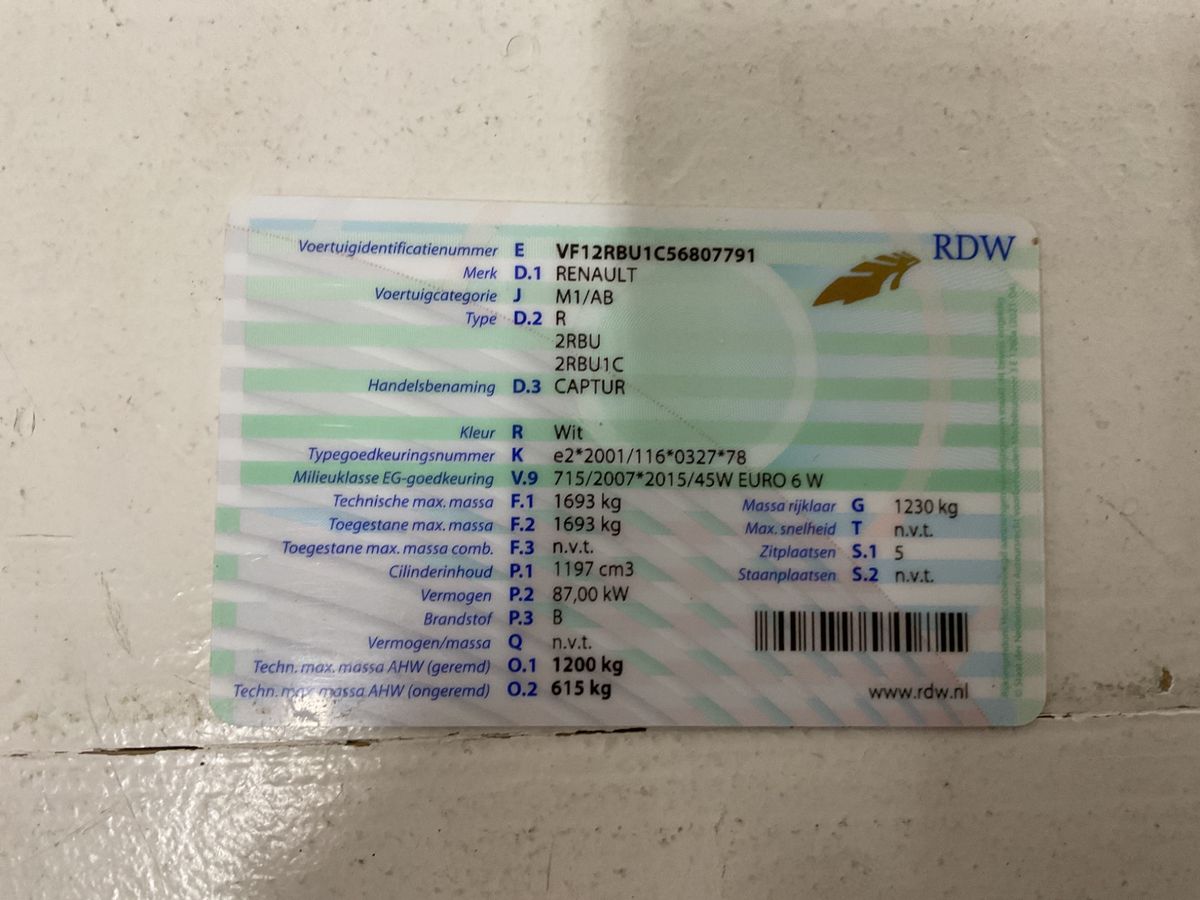 RDW
Voertuigidentificatienummer E VF12RBU1C56807791
Merk D.1 RENAULT
Voertuigcategorie J M1/AB
Type D.2 R
2RBU
2RBU1C
Handelsbenaming D.3 CAPTUR
Kleur R Wit
Typegoedkeuringsnummer K e2*2001/116*0327*78
Milieuklasse EG-goedkeuring V.9 715/2007*2015/45W EURO 6 W
Technische max. massa F.1 1693 kg Massa rijklaar G 1230 kg
Toegestane max. massa F.2 1693 kg Max. snelheid T n.v.t.
Toegestane max. massa comb. F.3 n.v.t. Zitplaatsen S.1 5
Cilinderinhoud P.1 1197 cm3 Staanplaatsen S.2 n.v.t.
Vermogen P.2 87,00 kW
Brandstof P.3 B
Vermogen/massa Q n.v.t.
Techn. max. massa AHW (geremd) O.1 1200 kg
Techn. max massa AHW (ongeremd) O.2 615 kg www.rdw.nl